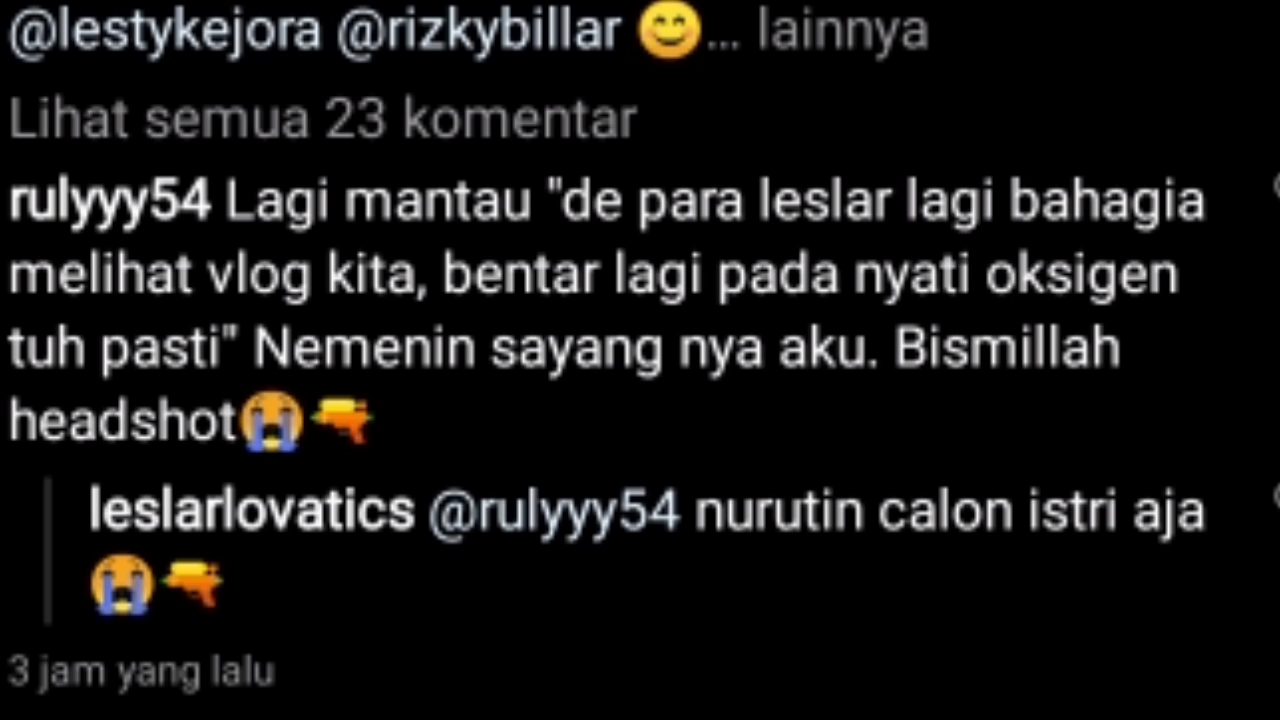 @lestykejora @rizkybillar 😊... lainnya
Lihat semua 23 komentar
rulyyy54 Lagi mantau "de para leslar lagi bahagia
melihat vlog kita, bentar lagi pada nyati oksigen
tuh pasti" Nemenin sayang nya aku. Bismillah
headshot😭🔫
leslarlovatics @rulyyy54 nurutin calon istri aja
😭🔫
3 jam yang lalu